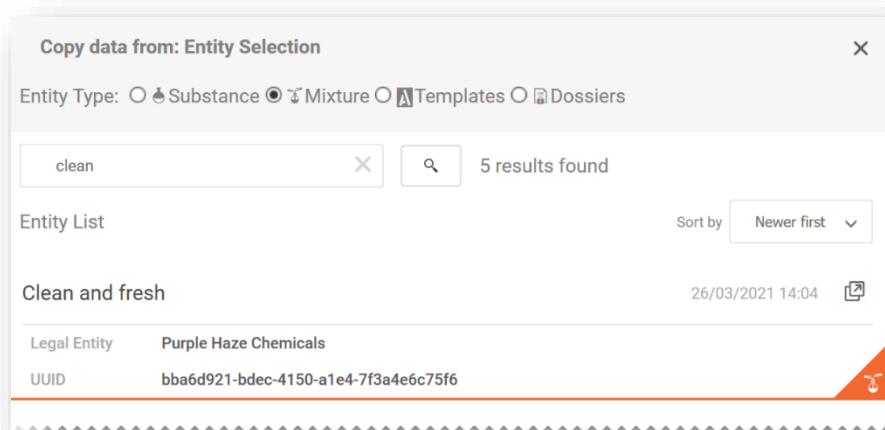 Copy data from: Entity Selection
Entity Type: Substance Mixture Templates Dossiers
clean 5 results found
Entity List Sort by Newer first
Clean and fresh 26/03/2021 14:04
Legal Entity Purple Haze Chemicals
UUID bba6d921-bdec-4150-a1e4-7f3a4e6c75f6